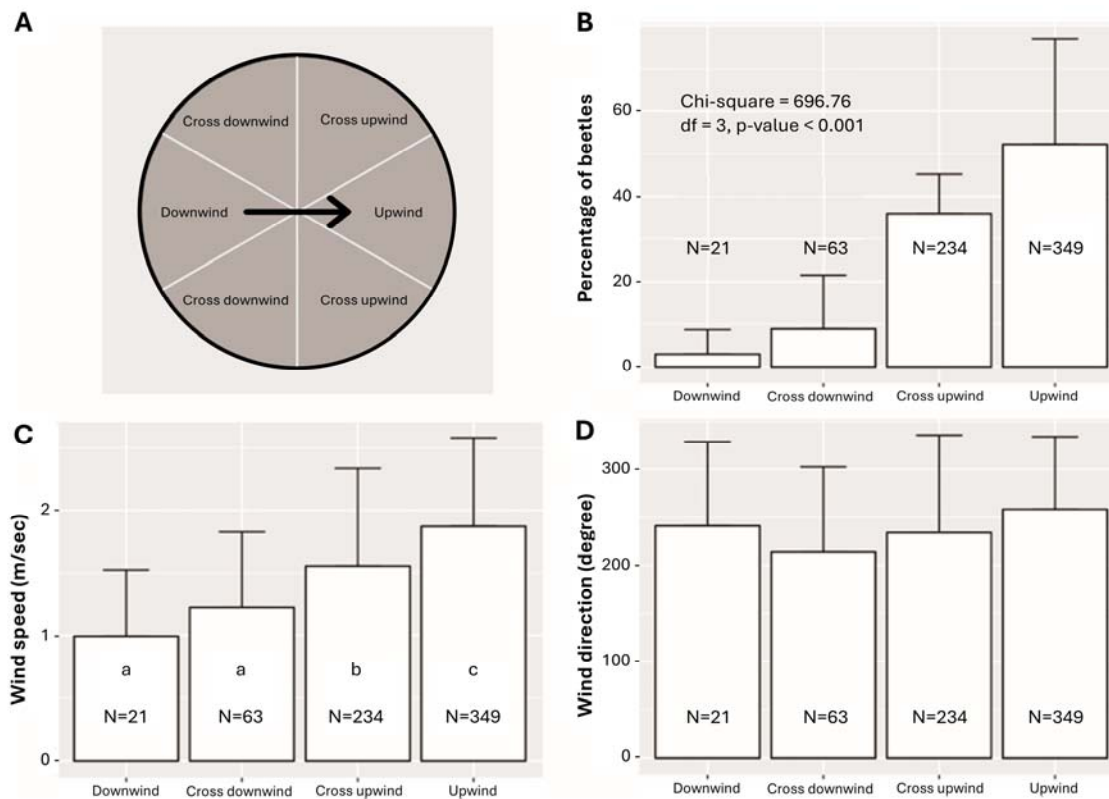 A
Cross downwind
Cross upwind
Downwind
Upwind
Cross downwind
Cross upwind
B
Percentage of beetles
60
40
20
0
Chi-square = 696.76
df = 3, p-value < 0.001
N=21
N=63
N=234
N=349
Downwind
Cross downwind
Cross upwind
Upwind
C
Wind speed (m/sec)
2
1
0
a
a
b
c
N=21
N=63
N=234
N=349
Downwind
Cross downwind
Cross upwind
Upwind
D
Wind direction (degree)
300
200
100
0
N=21
N=63
N=234
N=349
Downwind
Cross downwind
Cross upwind
Upwind